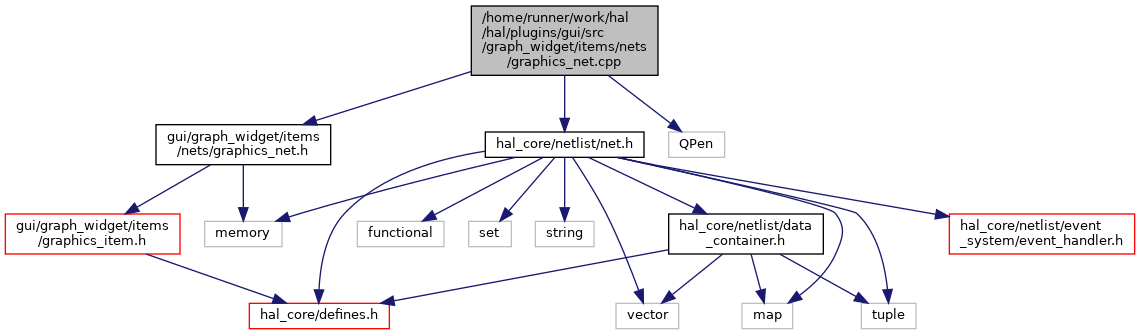 /home/runner/work/hal
/hal/plugins/gui/src
/graph_widget/items/nets
/graphics_net.cpp
gui/graph_widget/items
/nets/graphics_net.h
hal_core/netlist/net.h
QPen
gui/graph_widget/items
/graphics_item.h
memory
functional
set
string
hal_core/netlist/data
_container.h
hal_core/netlist/event
_system/event_handler.h
hal_core/defines.h
vector
map
tuple